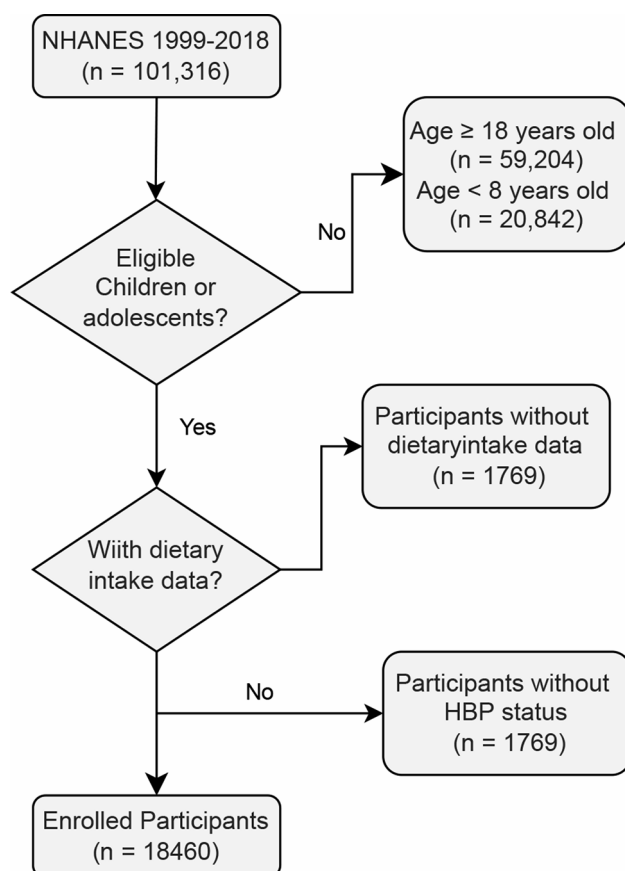 NHANES 1999-2018
(n = 101,316)
Age ≥ 18 years old
(n = 59,204)
Age < 8 years old
(n = 20,842)
No
Eligible
Children or
adolescents?
Yes
Participants without
dietaryintake data
(n = 1769)
Wiith dietary
intake data?
No
Participants without
HBP status
(n = 1769)
Enrolled Participants
(n = 18460)